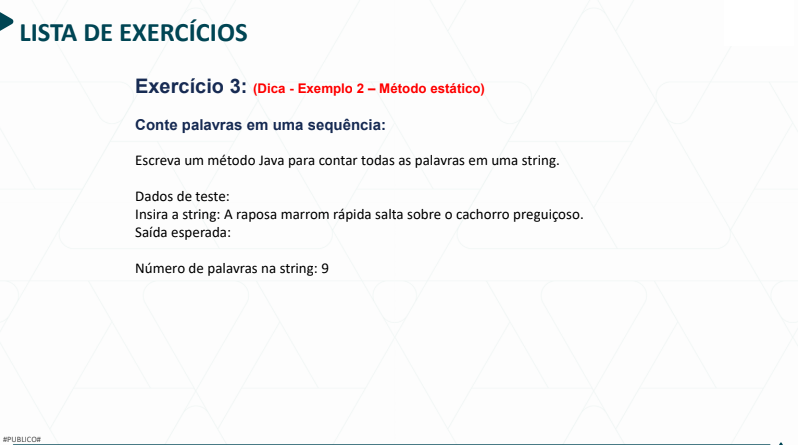 LISTA DE EXERCÍCIOS
Exercício 3: (Dica - Exemplo 2 – Método estático)
Conte palavras em uma sequência:
Escreva um método Java para contar todas as palavras em uma string.
Dados de teste:
Insira a string: A raposa marrom rápida salta sobre o cachorro preguiçoso.
Saída esperada:
Número de palavras na string: 9
#PUBLICO#